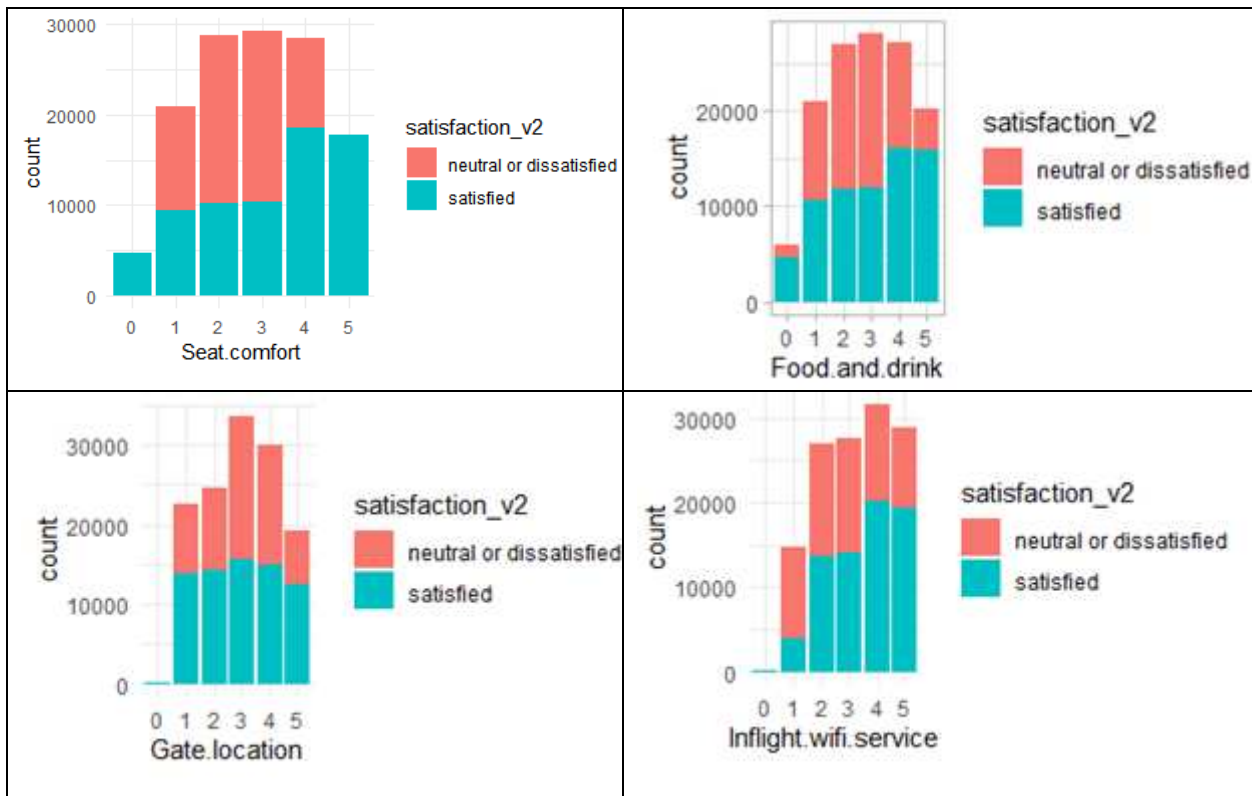 30000
20000
10000
0
count
0 1 2 3 4 5
Seat.comfort
satisfaction_v2
neutral or dissatisfied
satisfied
20000
10000
0
count
0 1 2 3 4 5
Food.and.drink
satisfaction_v2
neutral or dissatisfied
satisfied
30000
20000
10000
0
count
0 1 2 3 4 5
Gate.location
satisfaction_v2
neutral or dissatisfied
satisfied
30000
20000
10000
0
count
0 1 2 3 4 5
Inflight.wifi.service
satisfaction_v2
neutral or dissatisfied
satisfied